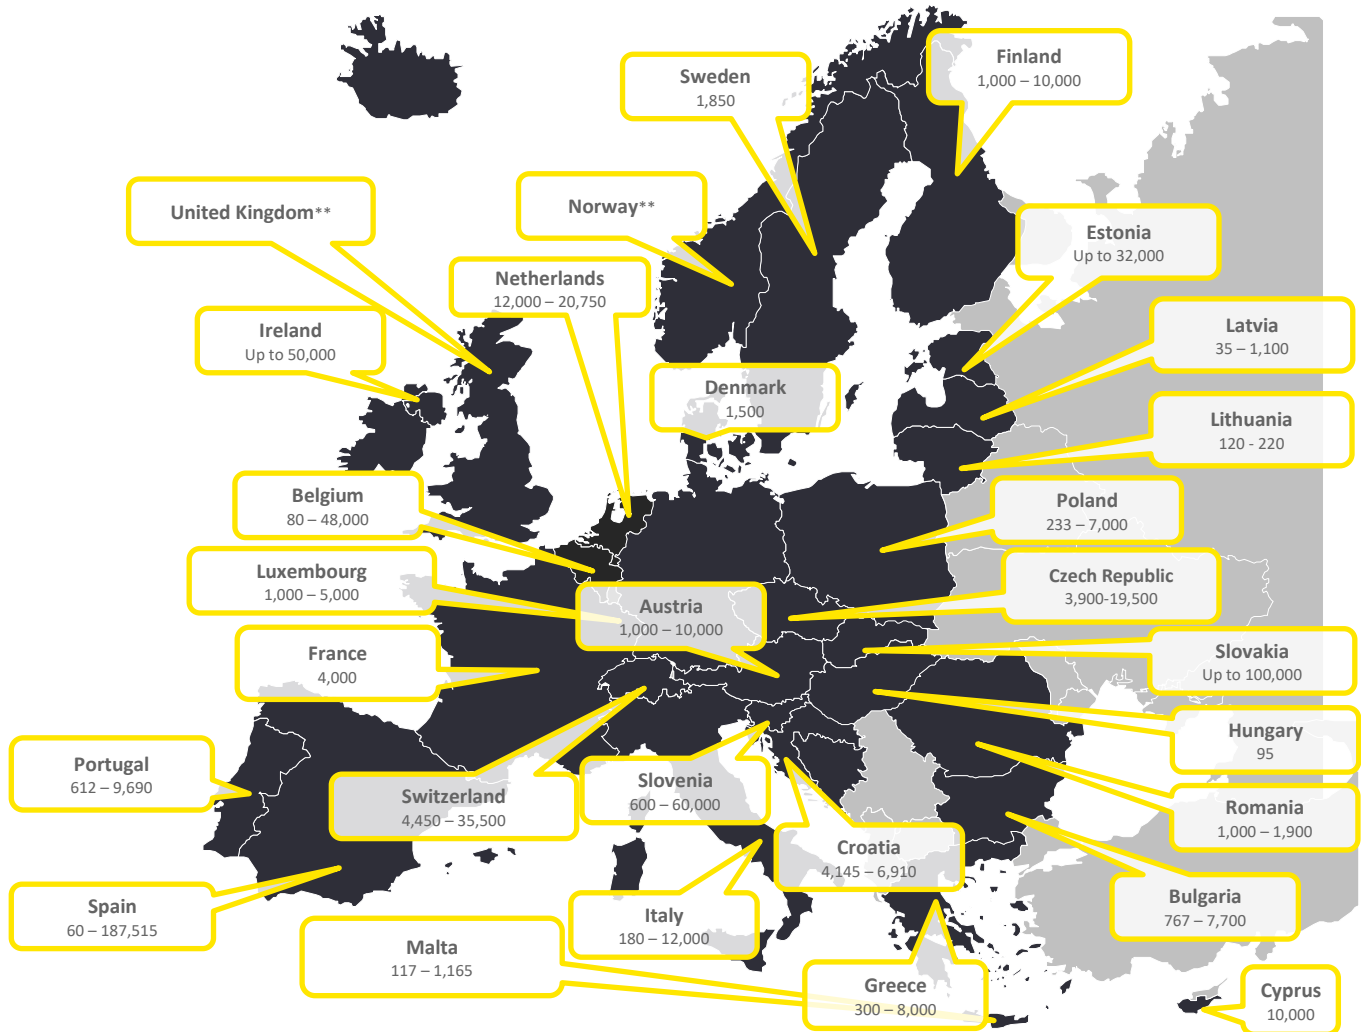 Finland
1,000 – 10,000
Sweden
1,850
United Kingdom**
Norway**
Estonia
Up to 32,000
Netherlands
12,000 – 20,750
Ireland
Up to 50,000
Latvia
35 – 1,100
Denmark
1,500
Lithuania
120 - 220
Belgium
80 – 48,000
Poland
233 – 7,000
Luxembourg
1,000 – 5,000
Czech Republic
3,900-19,500
Austria
1,000 – 10,000
France
4,000
Slovakia
Up to 100,000
Hungary
95
Portugal
612 – 9,690
Switzerland
4,450 – 35,500
Slovenia
600 – 60,000
Romania
1,000 – 1,900
Croatia
4,145 – 6,910
Bulgaria
767 – 7,700
Spain
60 – 187,515
Italy
180 – 12,000
Malta
117 – 1,165
Greece
300 – 8,000
Cyprus
10,000